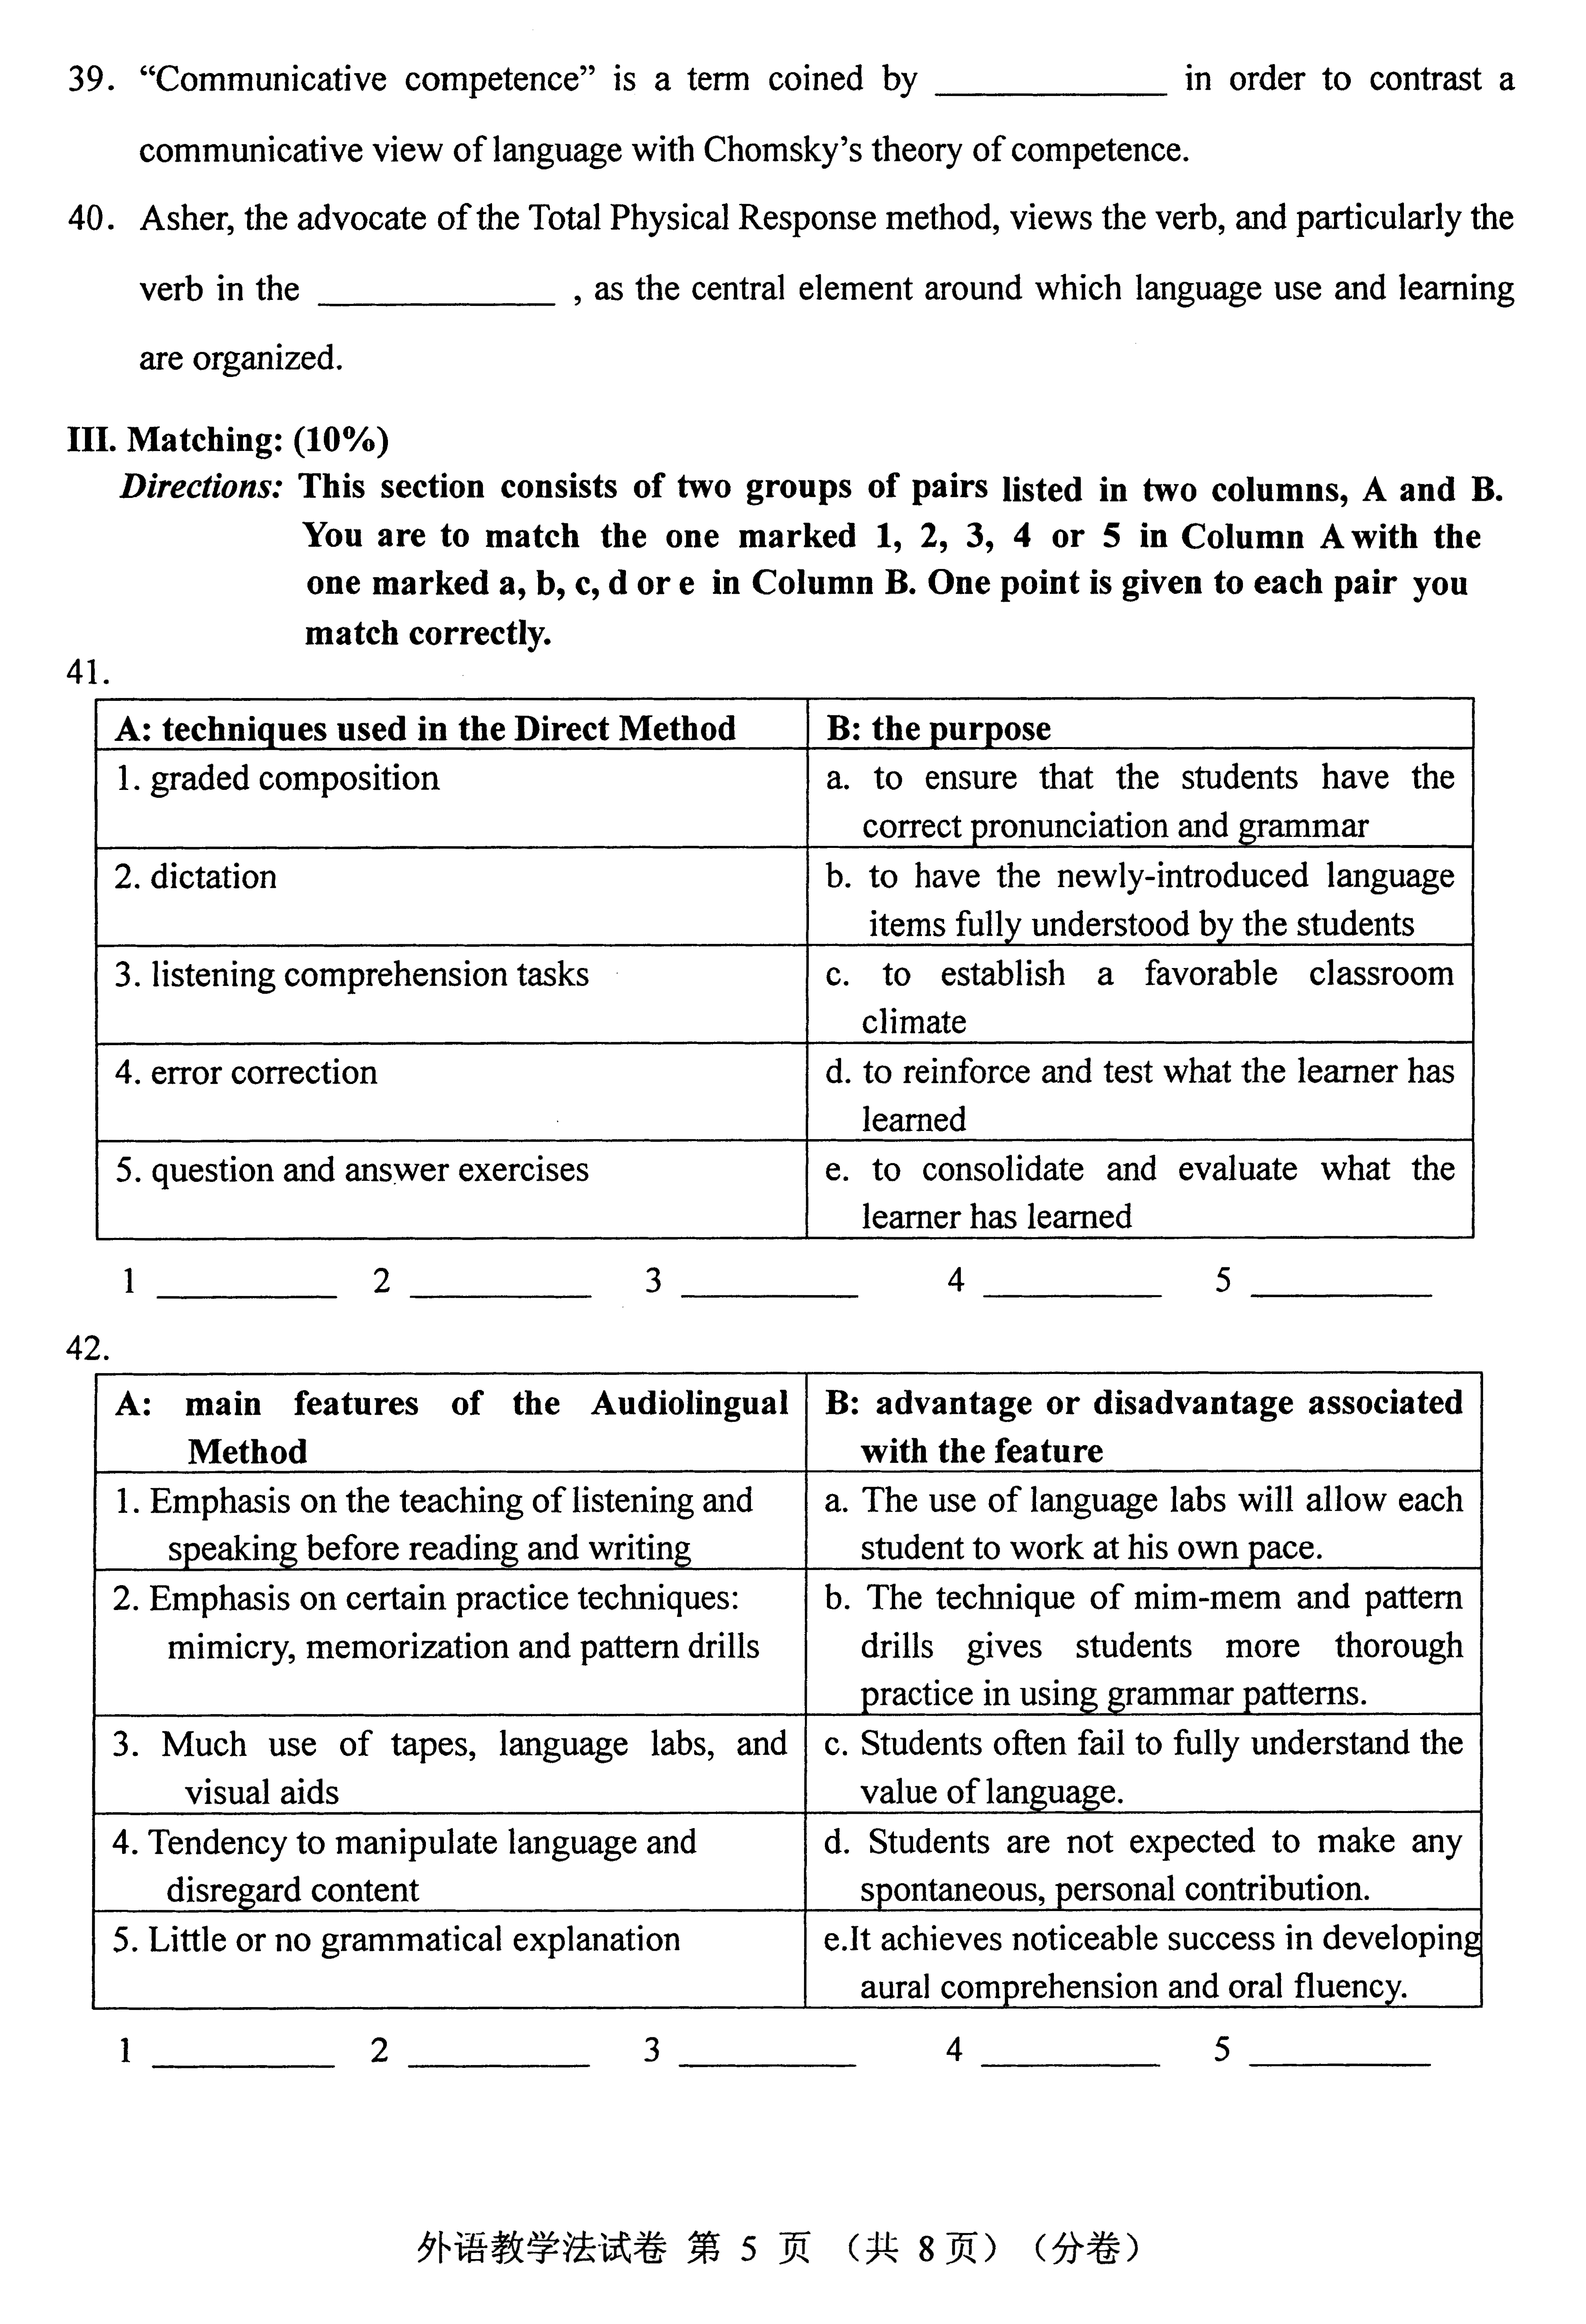 39. “Communicative competence” is a term coined by ____________ in order to contrast a
communicative view of language with Chomsky’s theory of competence.
40. Asher, the advocate of the Total Physical Response method, views the verb, and particularly the
verb in the ____________ , as the central element around which language use and learning
are organized.
III. Matching: (10%)
Directions: This section consists of two groups of pairs listed in two columns, A and B.
You are to match the one marked 1, 2, 3, 4 or 5 in Column A with the
one marked a, b, c, d or e in Column B. One point is given to each pair you
match correctly.
41.
A: techniques used in the Direct Method
B: the purpose
1. graded composition
a. to ensure that the students have the
correct pronunciation and grammar
2. dictation
b. to have the newly-introduced language
items fully understood by the students
3. listening comprehension tasks
c. to establish a favorable classroom
climate
4. error correction
d. to reinforce and test what the learner has
learned
5. question and answer exercises
e. to consolidate and evaluate what the
learner has learned
1 _________ 2 _________ 3 _________ 4 _________ 5 _________
42.
A: main features of the Audiolingual
Method
B: advantage or disadvantage associated
with the feature
1. Emphasis on the teaching of listening and
speaking before reading and writing
a. The use of language labs will allow each
student to work at his own pace.
2. Emphasis on certain practice techniques:
mimicry, memorization and pattern drills
b. The technique of mim-mem and pattern
drills gives students more thorough
practice in using grammar patterns.
3. Much use of tapes, language labs, and
visual aids
c. Students often fail to fully understand the
value of language.
4. Tendency to manipulate language and
disregard content
d. Students are not expected to make any
spontaneous, personal contribution.
5. Little or no grammatical explanation
e.It achieves noticeable success in developing
aural comprehension and oral fluency.
1 _________ 2 _________ 3 _________ 4 _________ 5 _________
外语教学法试卷 第 5 页 （共 8页）（分卷）